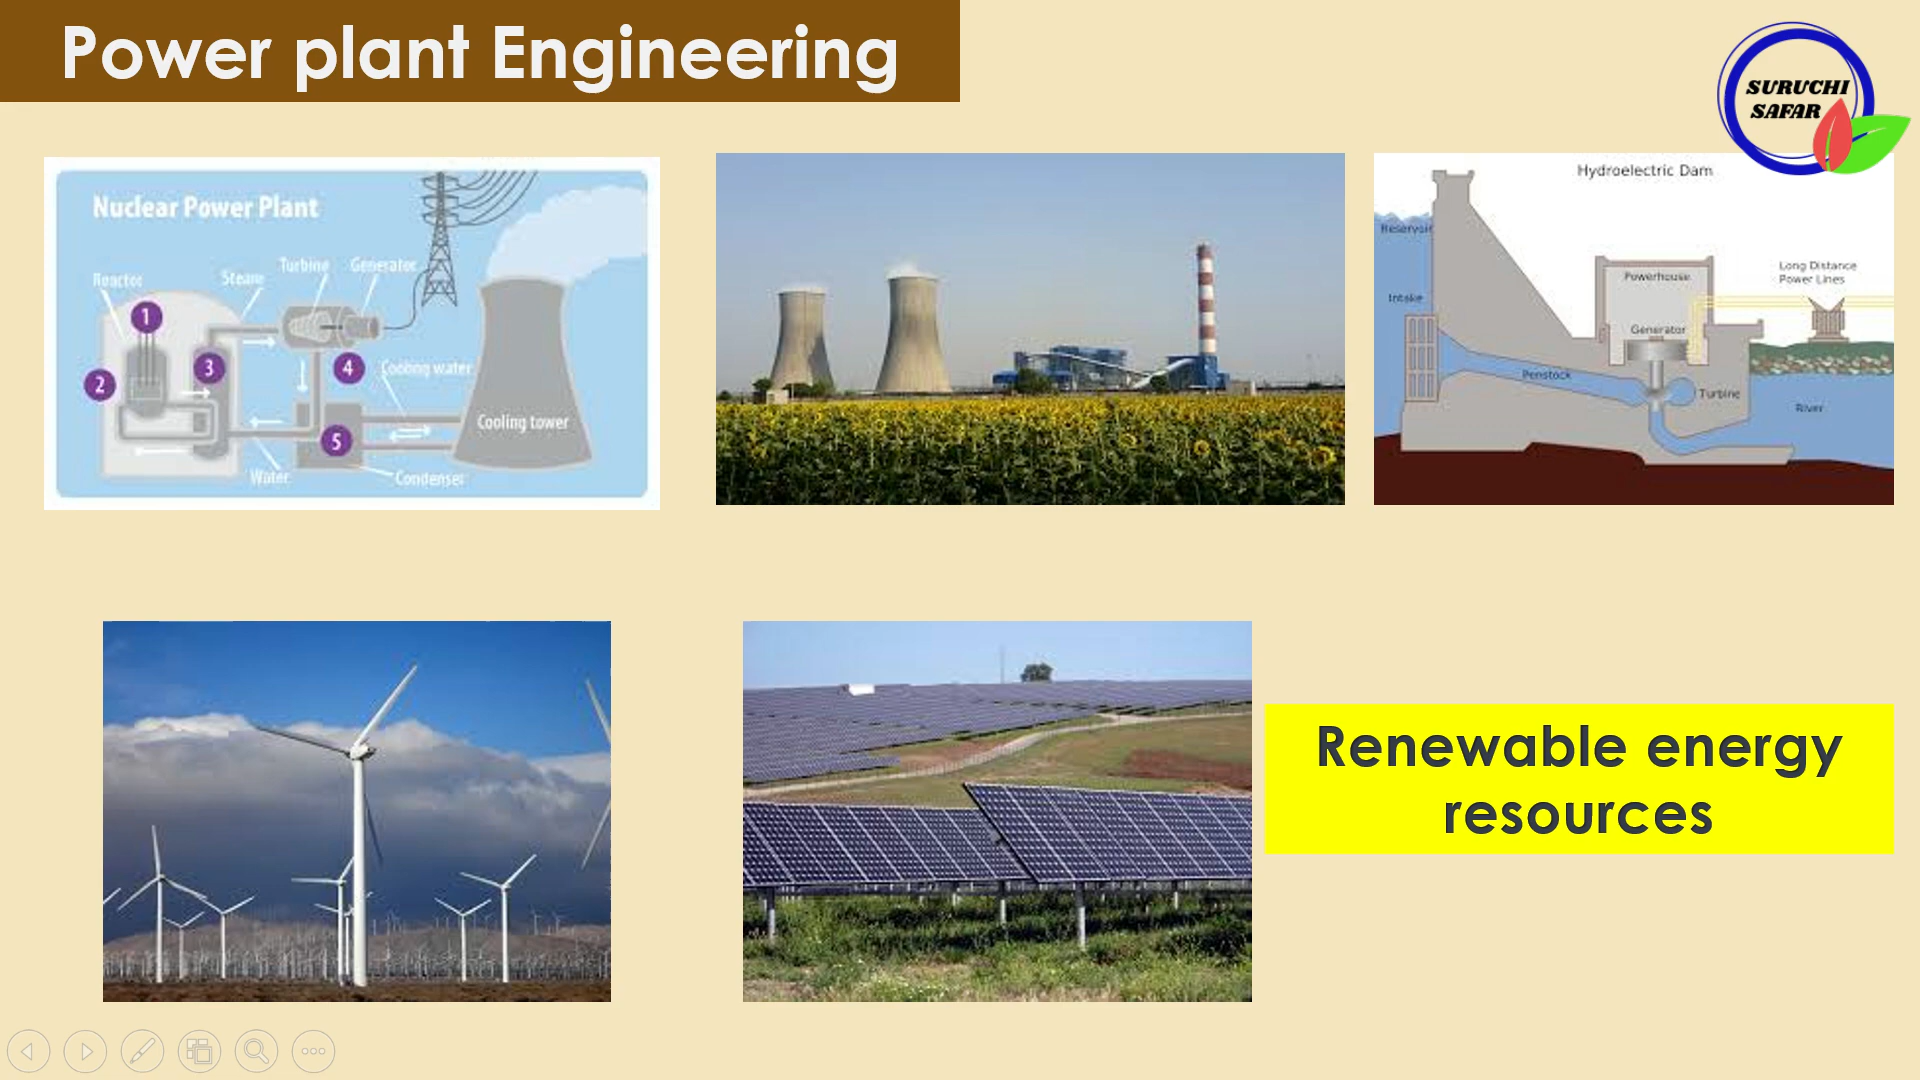 Power plant Engineering
SURUCHI
SAFAR
Nuclear Power Plant
Reactor
Steam
Turbine
Generator
1
2
3
4
5
Cooling water
Cooling tower
Water
Condenser
Hydroelectric Dam
Reservoir
Intake
Powerhouse
Long Distance
Power Lines
Generator
Penstock
Turbine
River
Renewable energy
resources